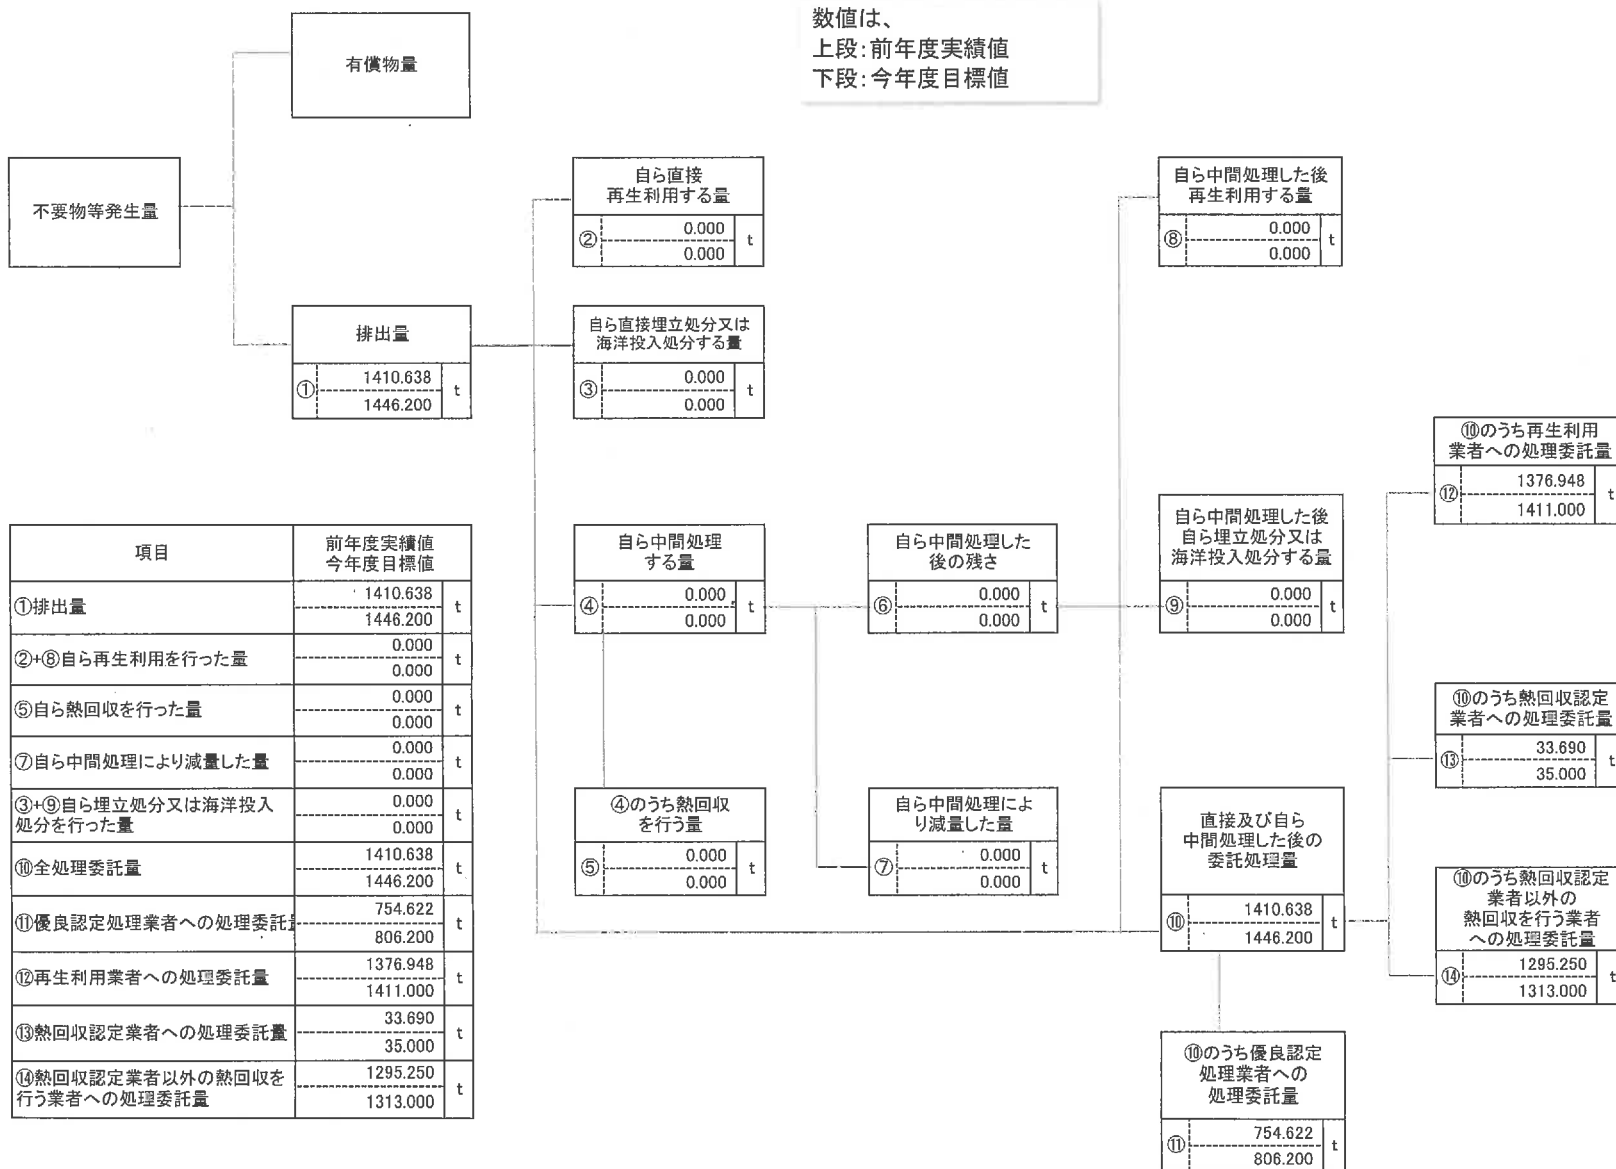 数値は、
上段:前年度実績値
下段:今年度目標値
有償物量
不要物等発生量
排出量
①
1410.638
1446.200
t
自ら直接
再生利用する量
②
0.000
0.000
t
自ら直接埋立処分又は
海洋投入処分する量
③
0.000
0.000
t
自ら中間処理
する量
④
0.000
0.000
t
④のうち熱回収
を行う量
⑤
0.000
0.000
t
自ら中間処理した
後の残さ
⑥
0.000
0.000
t
自ら中間処理によ
り減量した量
⑦
0.000
0.000
t
自ら中間処理した後
再生利用する量
⑧
0.000
0.000
t
自ら中間処理した後
自ら埋立処分又は
海洋投入処分する量
⑨
0.000
0.000
t
直接及び自ら
中間処理した後の
委託処理量
⑩
1410.638
1446.200
t
⑩のうち優良認定
処理業者への
処理委託量
⑪
754.622
806.200
t
⑩のうち再生利用
業者への処理委託量
⑫
1376.948
1411.000
t
⑩のうち熱回収認定
業者への処理委託量
⑬
33.690
35.000
t
⑩のうち熱回収認定
業者以外の
熱回収を行う業者
への処理委託量
⑭
1295.250
1313.000
t
項目
前年度実績値
今年度目標値
①排出量
1410.638
1446.200
t
②+⑧自ら再生利用を行った量
0.000
0.000
t
⑤自ら熱回収を行った量
0.000
0.000
t
⑦自ら中間処理により減量した量
0.000
0.000
t
③+⑨自ら埋立処分又は海洋投入
処分を行った量
0.000
0.000
t
⑩全処理委託量
1410.638
1446.200
t
⑪優良認定処理業者への処理委託
754.622
806.200
t
⑫再生利用業者への処理委託量
1376.948
1411.000
t
⑬熱回収認定業者への処理委託量
33.690
35.000
t
⑭熱回収認定業者以外の熱回収を
行う業者への処理委託量
1295.250
1313.000
t